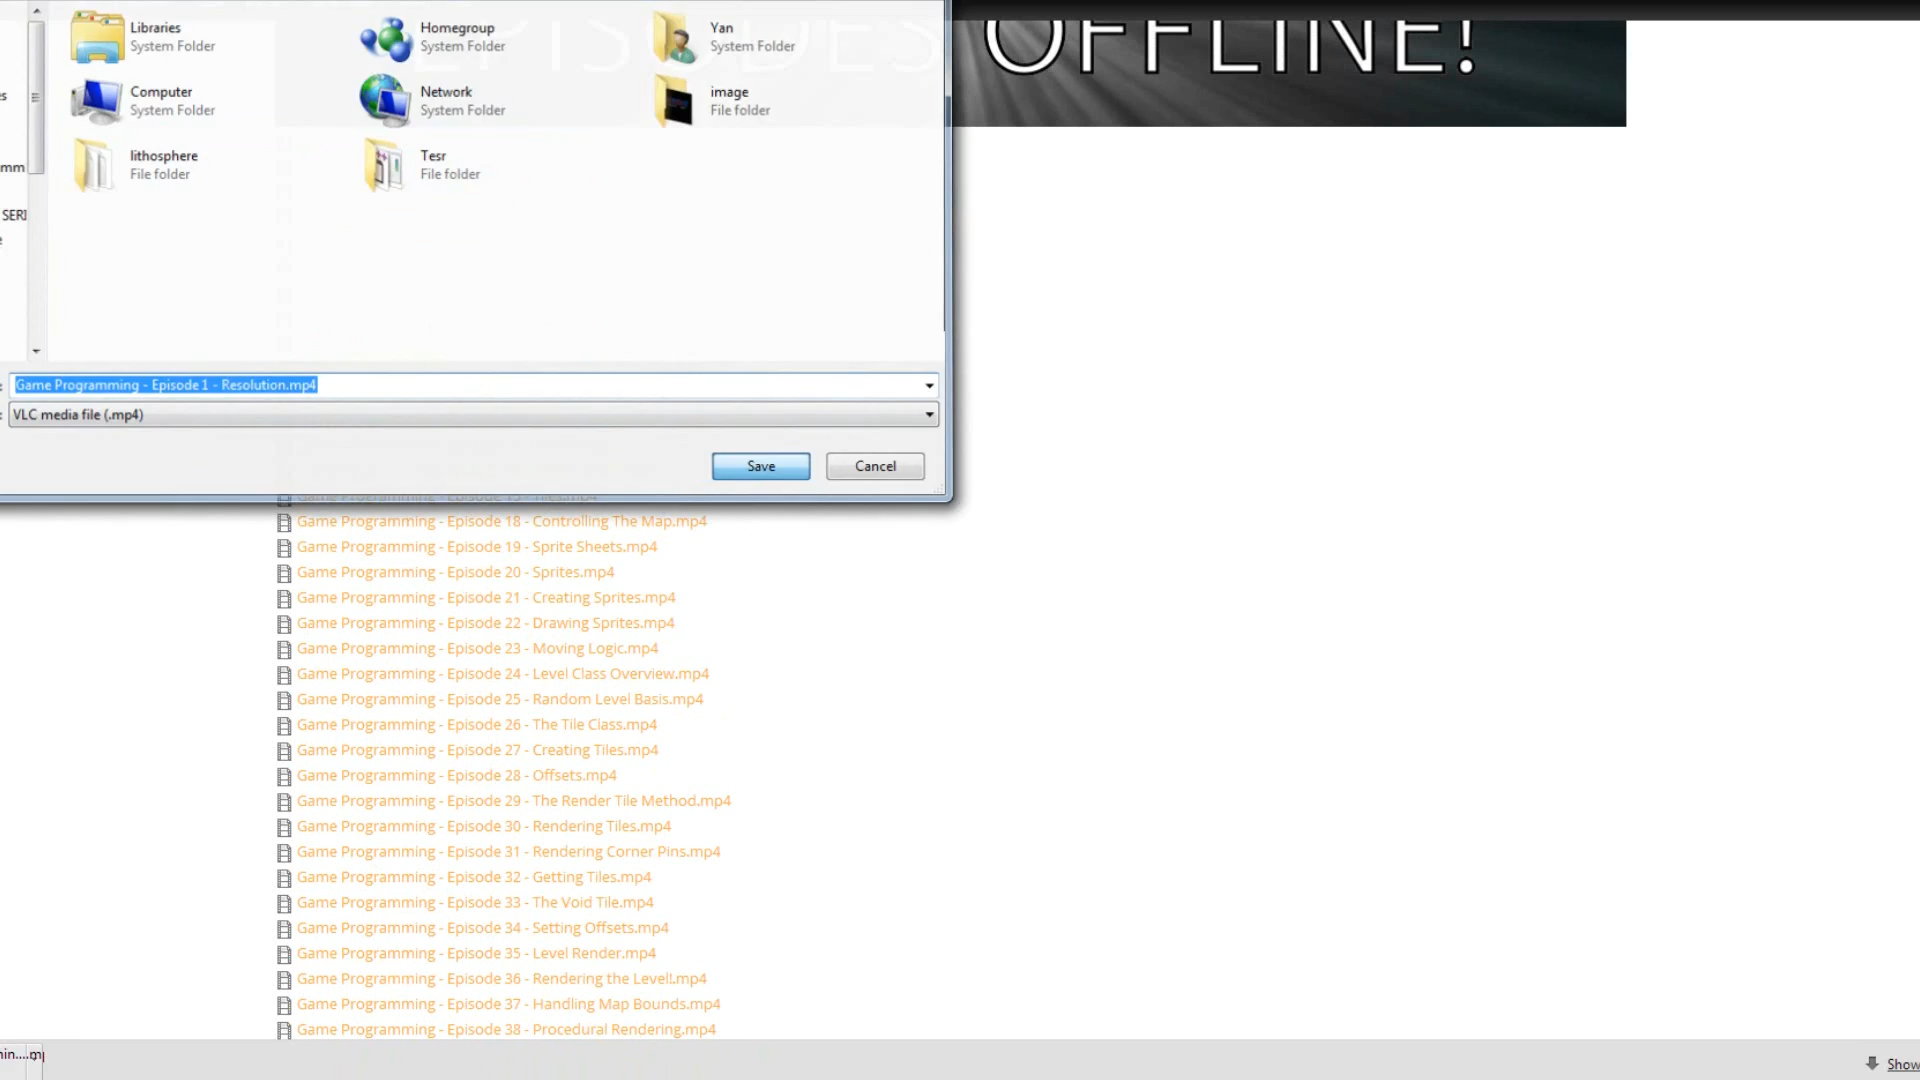 EPISODES OFFLINE!
Libraries
System Folder
Homegroup
System Folder
Yan
System Folder
Computer
System Folder
Network
System Folder
image
File folder
lithosphere
File folder
Tesr
File folder
mm
SERI
Game Programming - Episode 1 - Resolution.mp4
VLC media file (.mp4)
Save
Cancel
Game Programming - Episode 18 - Controlling The Map.mp4
Game Programming - Episode 19 - Sprite Sheets.mp4
Game Programming - Episode 20 - Sprites.mp4
Game Programming - Episode 21 - Creating Sprites.mp4
Game Programming - Episode 22 - Drawing Sprites.mp4
Game Programming - Episode 23 - Moving Logic.mp4
Game Programming - Episode 24 - Level Class Overview.mp4
Game Programming - Episode 25 - Random Level Basis.mp4
Game Programming - Episode 26 - The Tile Class.mp4
Game Programming - Episode 27 - Creating Tiles.mp4
Game Programming - Episode 28 - Offsets.mp4
Game Programming - Episode 29 - The Render Tile Method.mp4
Game Programming - Episode 30 - Rendering Tiles.mp4
Game Programming - Episode 31 - Rendering Corner Pins.mp4
Game Programming - Episode 32 - Getting Tiles.mp4
Game Programming - Episode 33 - The Void Tile.mp4
Game Programming - Episode 34 - Setting Offsets.mp4
Game Programming - Episode 35 - Level Render.mp4
Game Programming - Episode 36 - Rendering the Level!.mp4
Game Programming - Episode 37 - Handling Map Bounds.mp4
Game Programming - Episode 38 - Procedural Rendering.mp4
Show